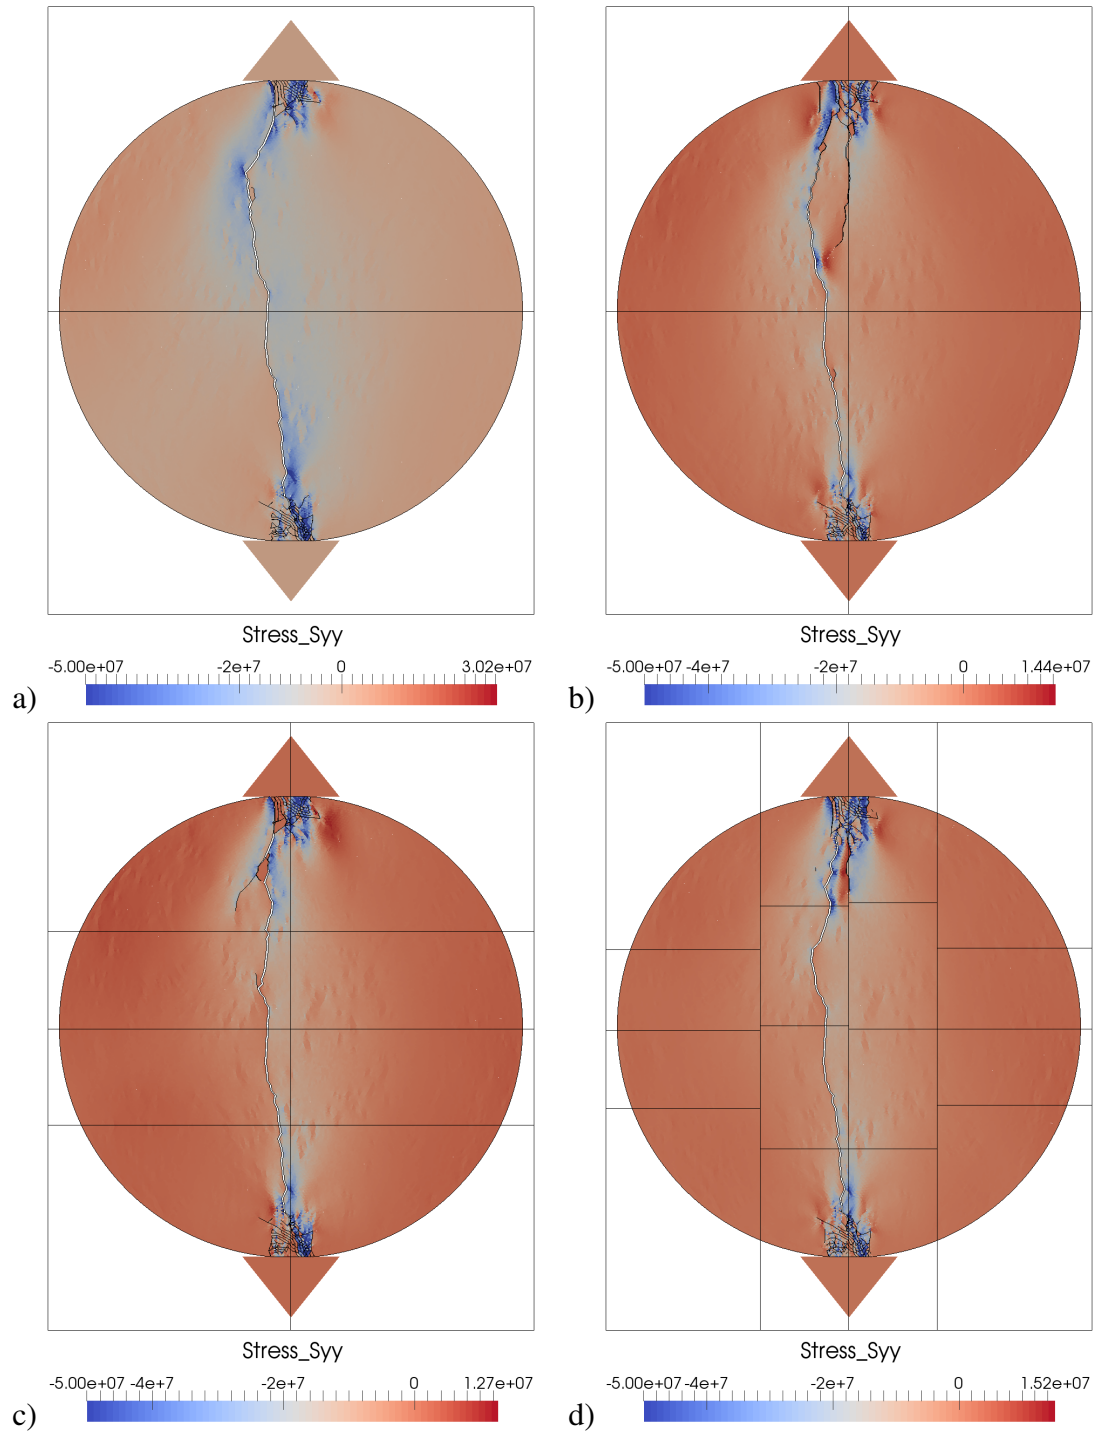 Stress_Syy
-5.00e+07 -2e+7 0 3.02e+07
a)
Stress_Syy
-5.00e+07 -4e+7 -2e+7 0 1.44e+07
b)
Stress_Syy
-5.00e+07 -4e+7 -2e+7 0 1.27e+07
c)
Stress_Syy
-5.00e+07 -4e+7 -2e+7 0 1.52e+07
d)